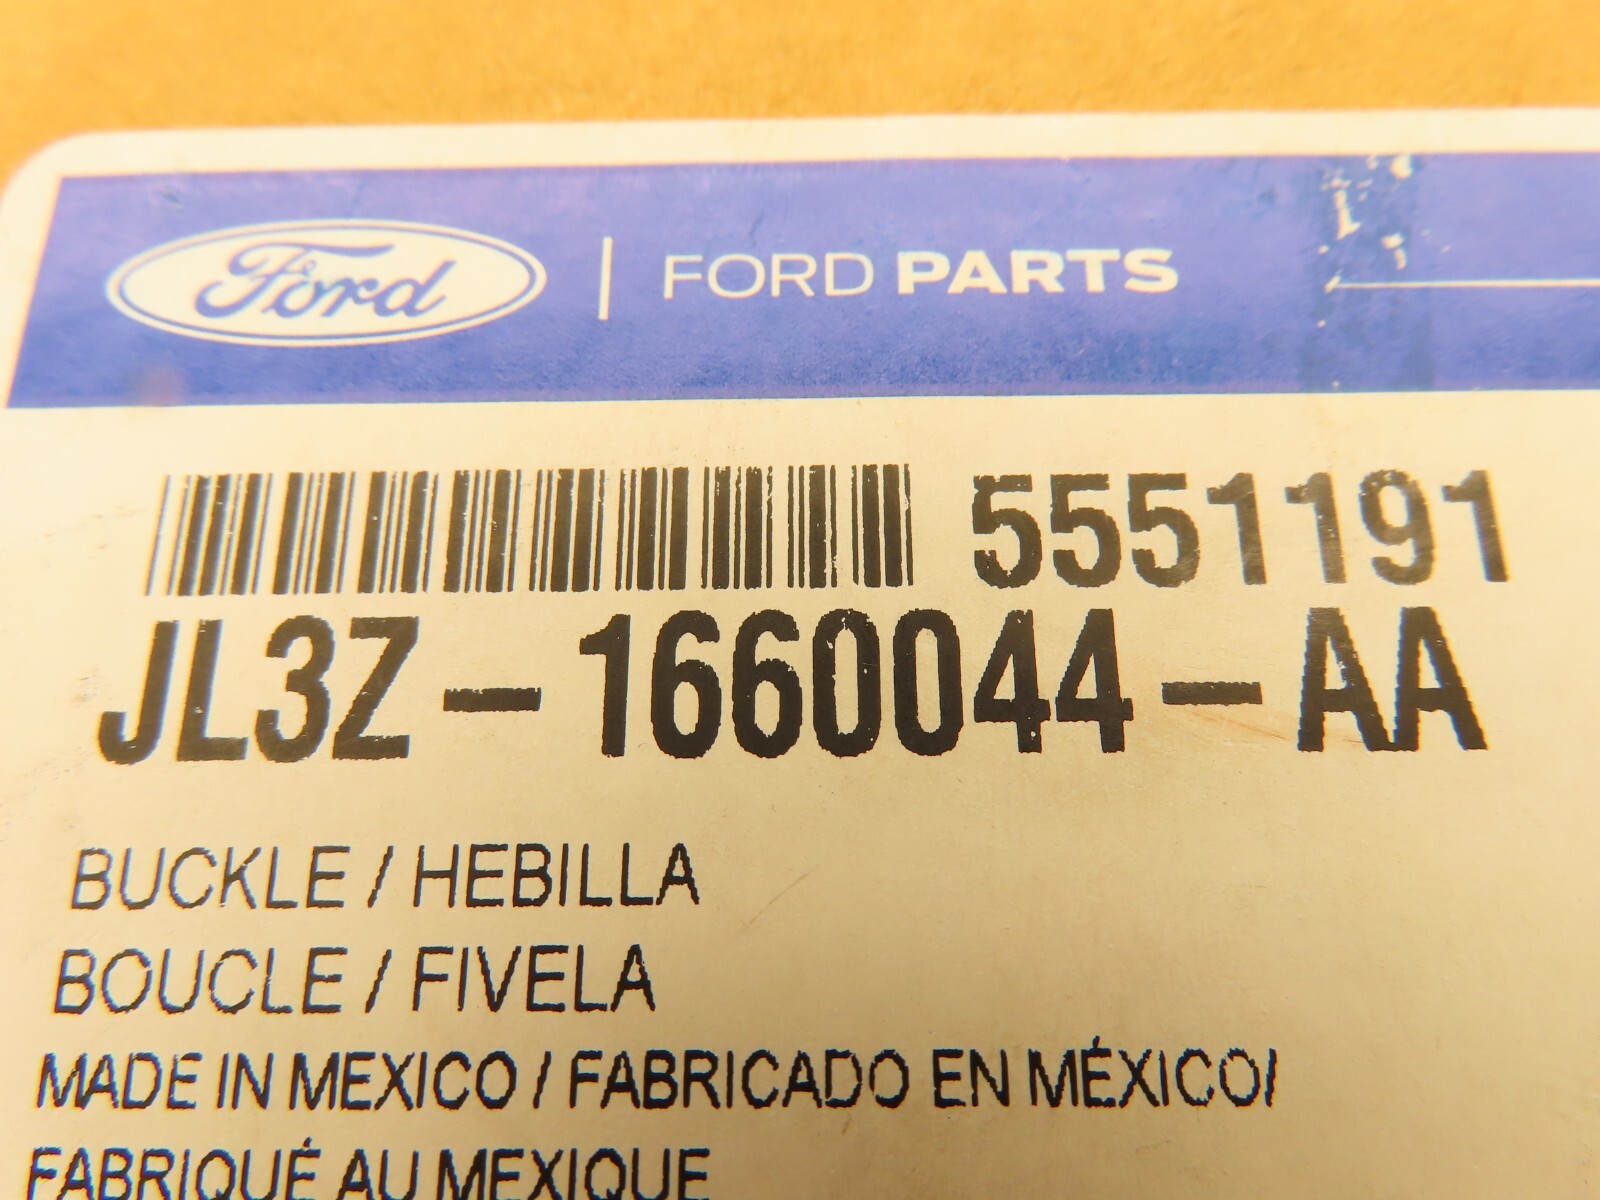 Ford | FORD PARTS
5551191
JL3Z-1660044-AA
BUCKLE / HEBILLA
BOUCLE / FIVELA
MADE IN MEXICO / FABRICADO EN MÉXICO/
FABRIQUÉ AU MEXIQUE